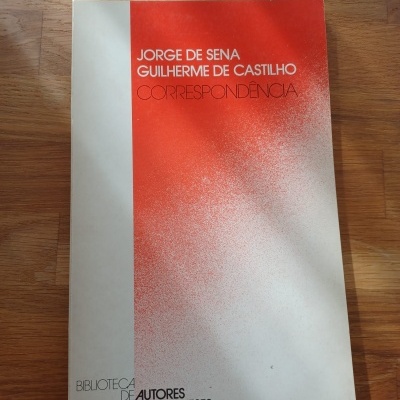 JORGE DE SENA
GUILHERME DE CASTILHO
CORRESPONDÊNCIA
BIBLIOTECA
DE AUTORES